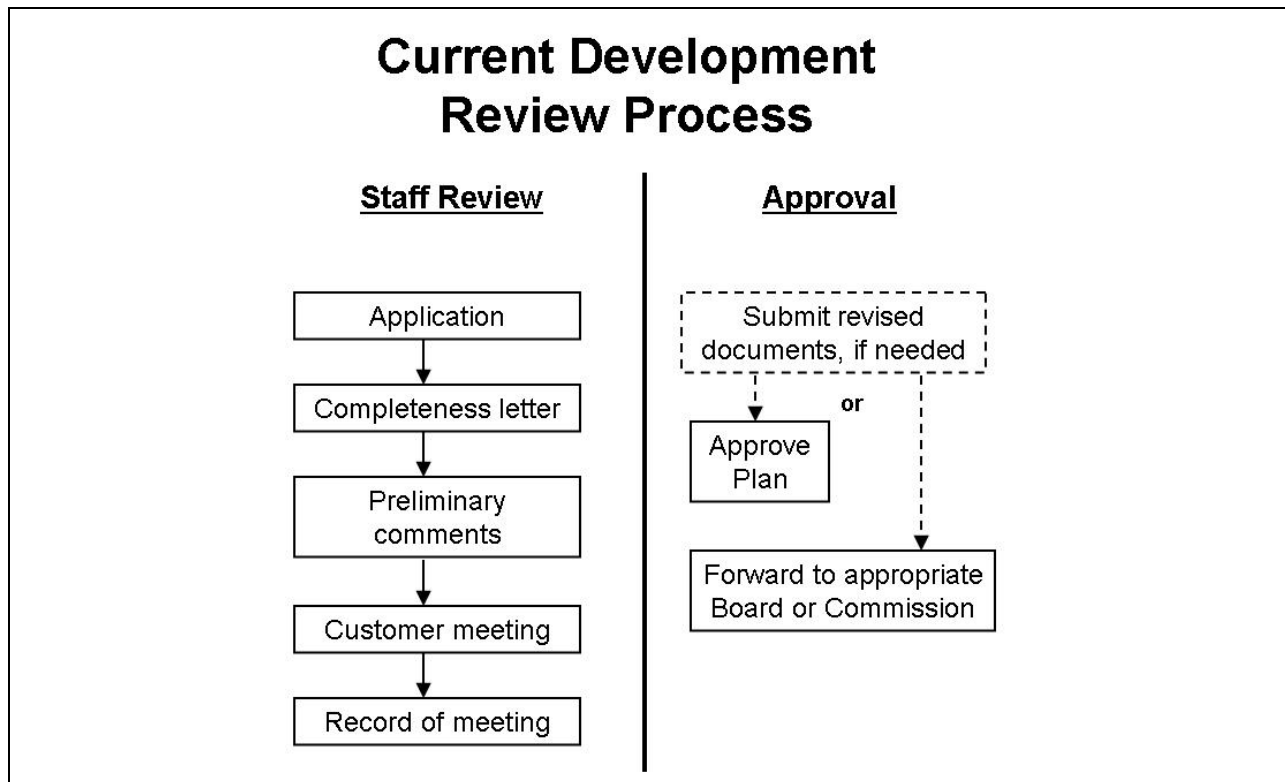 Current Development
Review Process
Staff Review
Application
Completeness letter
Preliminary
comments
Customer meeting
Record of meeting
Approval
Submit revised
documents, if needed
or
Approve
Plan
Forward to appropriate
Board or Commission